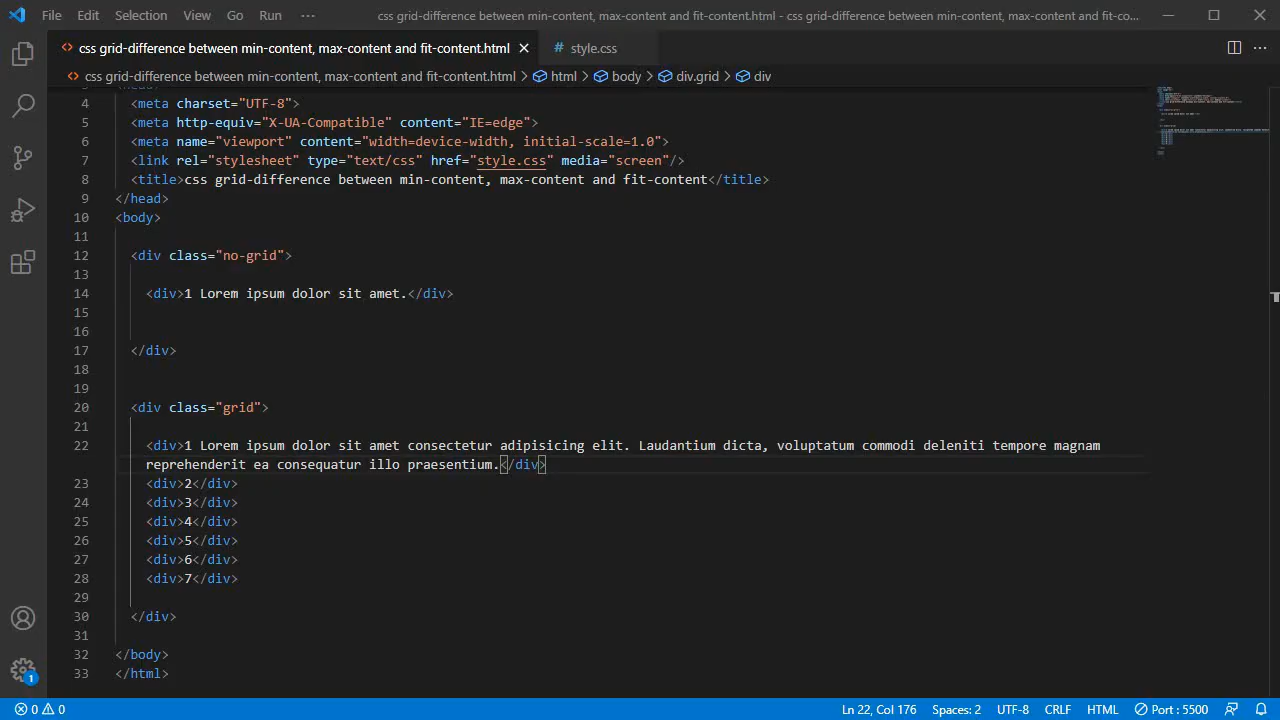 File Edit Selection View Go Run ··· css grid-difference between min-content, max-content and fit-content.html - css grid-difference between min-content, max-content and fit-co...
css grid-difference between min-content, max-content and fit-content.html # style.css
css grid-difference between min-content, max-content and fit-content.html > html > body > div.grid > div
3 <head>
4 <meta charset="UTF-8">
5 <meta http-equiv="X-UA-Compatible" content="IE=edge">
6 <meta name="viewport" content="width=device-width, initial-scale=1.0">
7 <link rel="stylesheet" type="text/css" href="style.css" media="screen"/>
8 <title>css grid-difference between min-content, max-content and fit-content</title>
9 </head>
10 <body>
11
12 <div class="no-grid">
13
14 <div>1 Lorem ipsum dolor sit amet.</div>
15
16
17 </div>
18
19
20 <div class="grid">
21
22 <div>1 Lorem ipsum dolor sit amet consectetur adipisicing elit. Laudantium dicta, voluptatum commodi deleniti tempore magnam
reprehenderit ea consequatur illo praesentium.</div>
23 <div>2</div>
24 <div>3</div>
25 <div>4</div>
26 <div>5</div>
27 <div>6</div>
28 <div>7</div>
29
30 </div>
31
32 </body>
33 </html>
1
0 0 Ln 22, Col 176 Spaces: 2 UTF-8 CRLF HTML Port : 5500